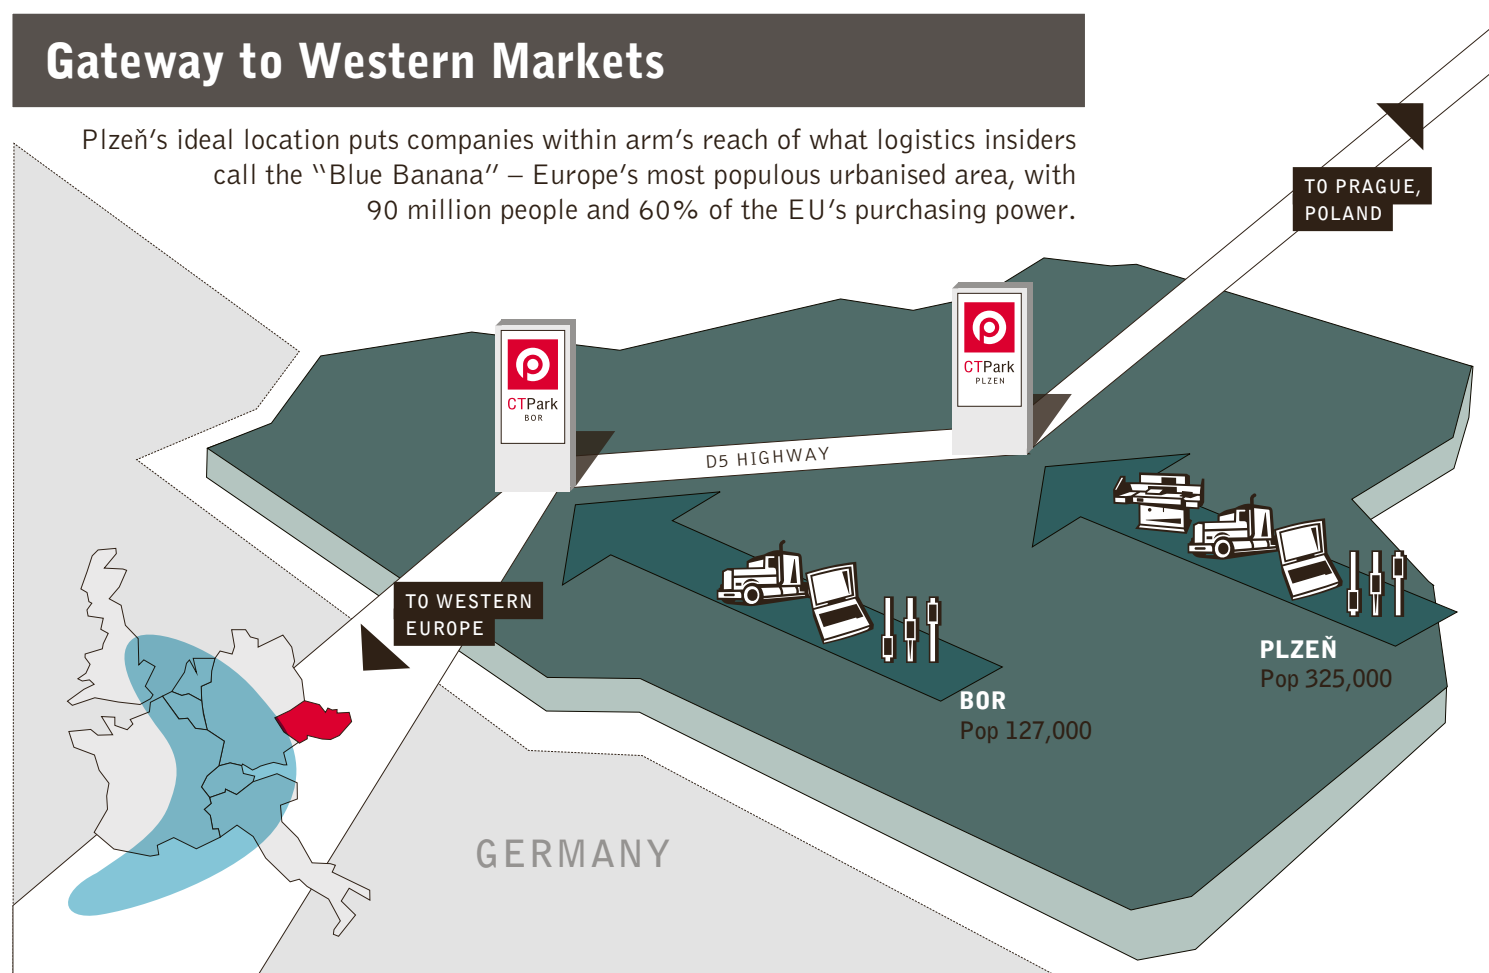 Gateway to Western Markets
Plzeň’s ideal location puts companies within arm’s reach of what logistics insiders
call the “Blue Banana” – Europe’s most populous urbanised area, with
90 million people and 60% of the EU’s purchasing power.
TO PRAGUE,
POLAND
CTPark
PLZEN
CTPark
BOR
D5 HIGHWAY
TO WESTERN
EUROPE
PLZEŇ
Pop 325,000
BOR
Pop 127,000
GERMANY